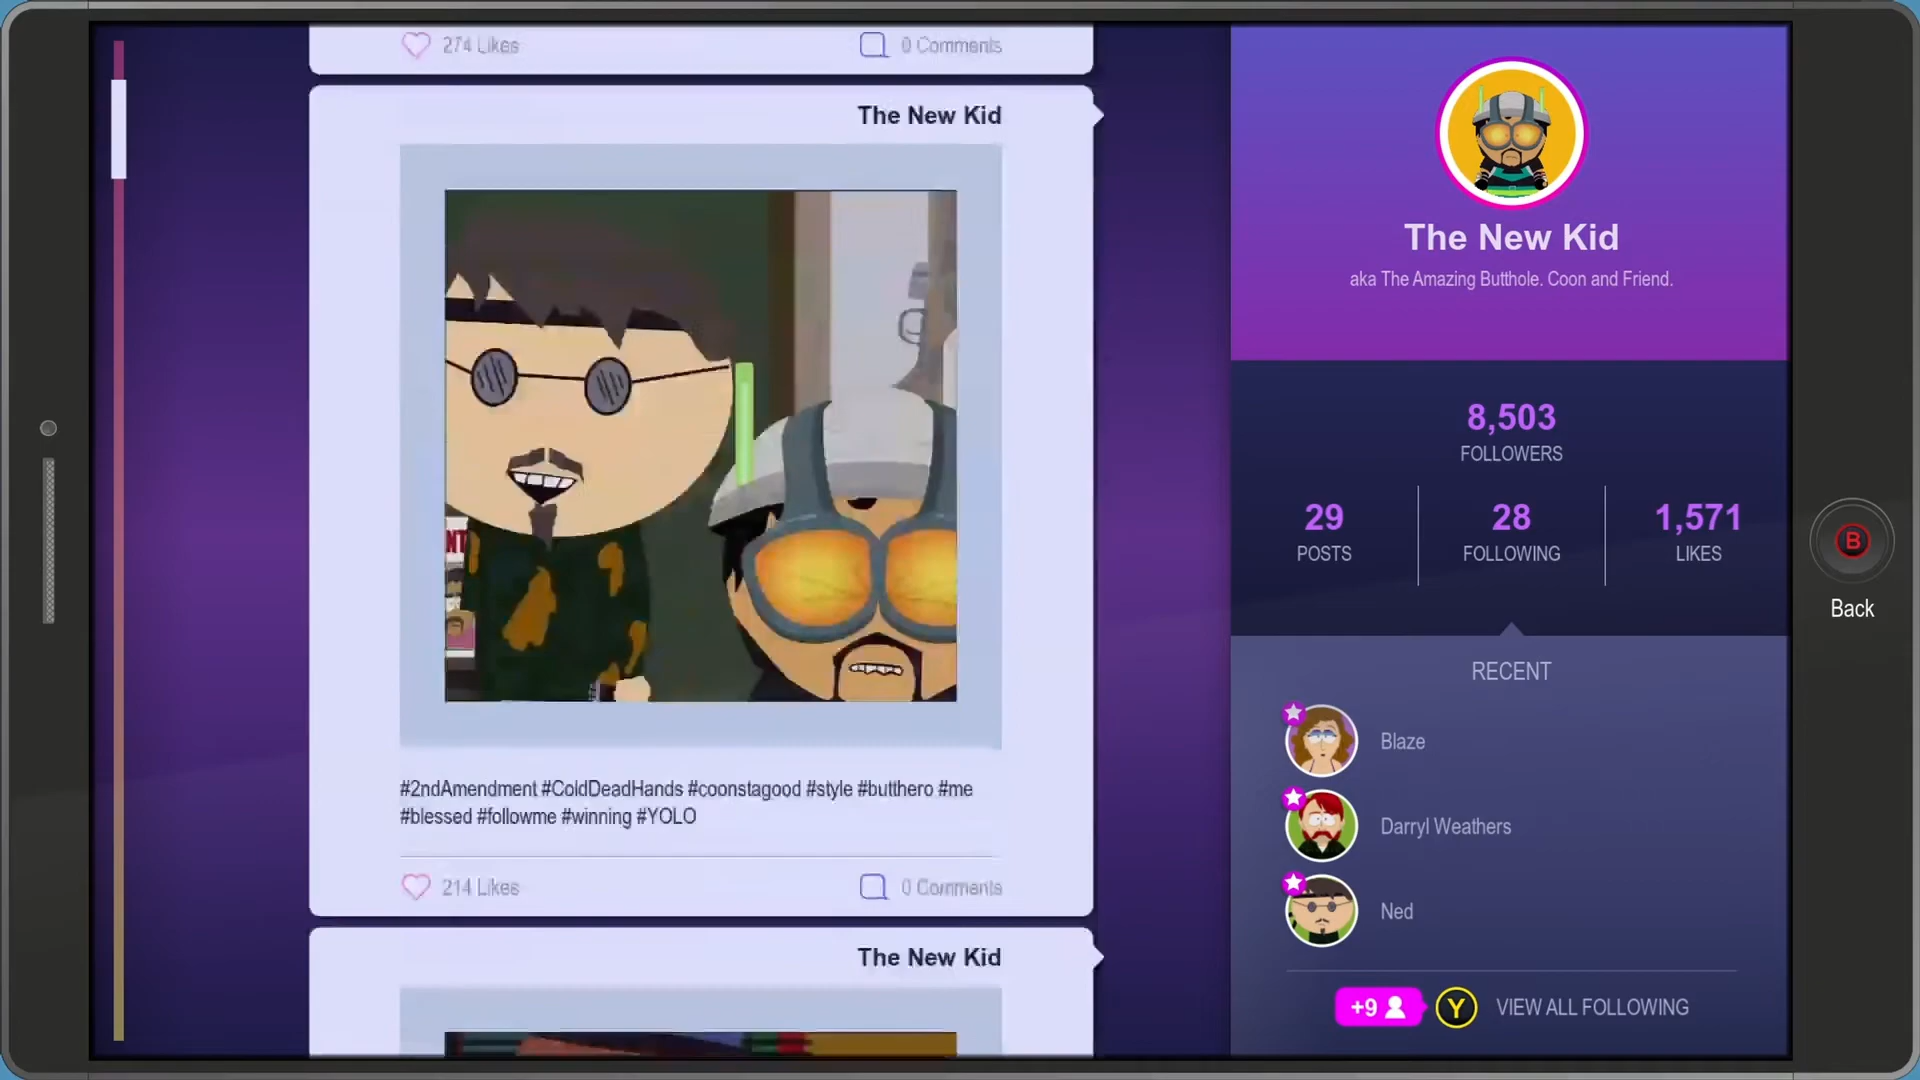 274 Likes
0 Comments
The New Kid
NT
#2ndAmendment #ColdDeadHands #coonstagood #style #butthero #me
#blessed #followme #winning #YOLO
214 Likes
0 Comments
The New Kid
The New Kid
aka The Amazing Butthole. Coon and Friend.
8,503
FOLLOWERS
29
POSTS
28
FOLLOWING
1,571
LIKES
RECENT
Blaze
Darryl Weathers
Ned
+9
Y
VIEW ALL FOLLOWING
B
Back